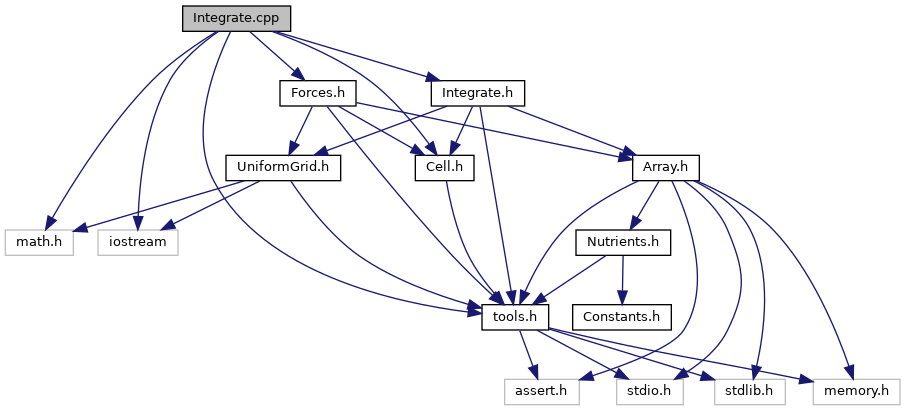 Integrate.cpp
Forces.h
Integrate.h
UniformGrid.h
Cell.h
Array.h
math.h
iostream
Nutrients.h
tools.h
Constants.h
assert.h
stdio.h
stdlib.h
memory.h